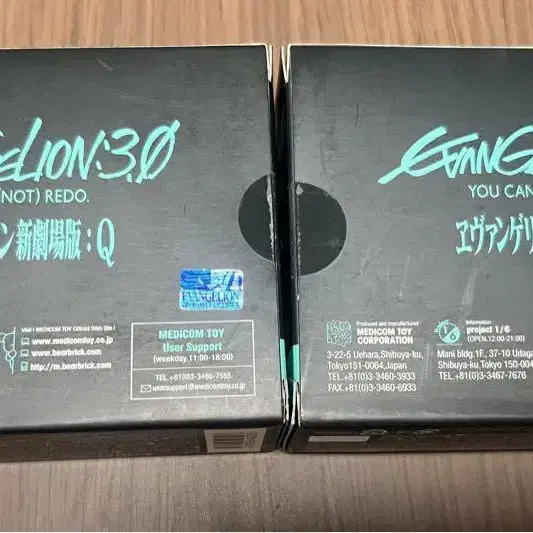 ELION:3.0
(NOT) REDO.
ン新劇場版:Q
EVANGELION
Visit ! MEDICOM TOY Official Web Site !
www.medicomtoy.co.jp
www.bearbrick.com
http://m.bearbrick.com
MEDICOM TOY
User Support
(weekday,11:00-18:00)
TEL.+81(0)3-3460-7555
usersupport@medicomtoy.co.jp
EVANG
YOU CAN
ヱヴァンゲリ
Produced and manufactured
MEDICOM TOY
CORPORATION
3-22-5 Uehara,Shibuya-ku,
Tokyo151-0064,Japan
TEL.+81(0)3-3460-3933
FAX.+81(0)3-3460-6933
1/6
project 1/6
(OPEN.12:00-21:00)
Mani bldg.1F, 37-10 Udaga
Shibuya-ku,Tokyo 150-004
TEL.+81(0)3-3467-7676